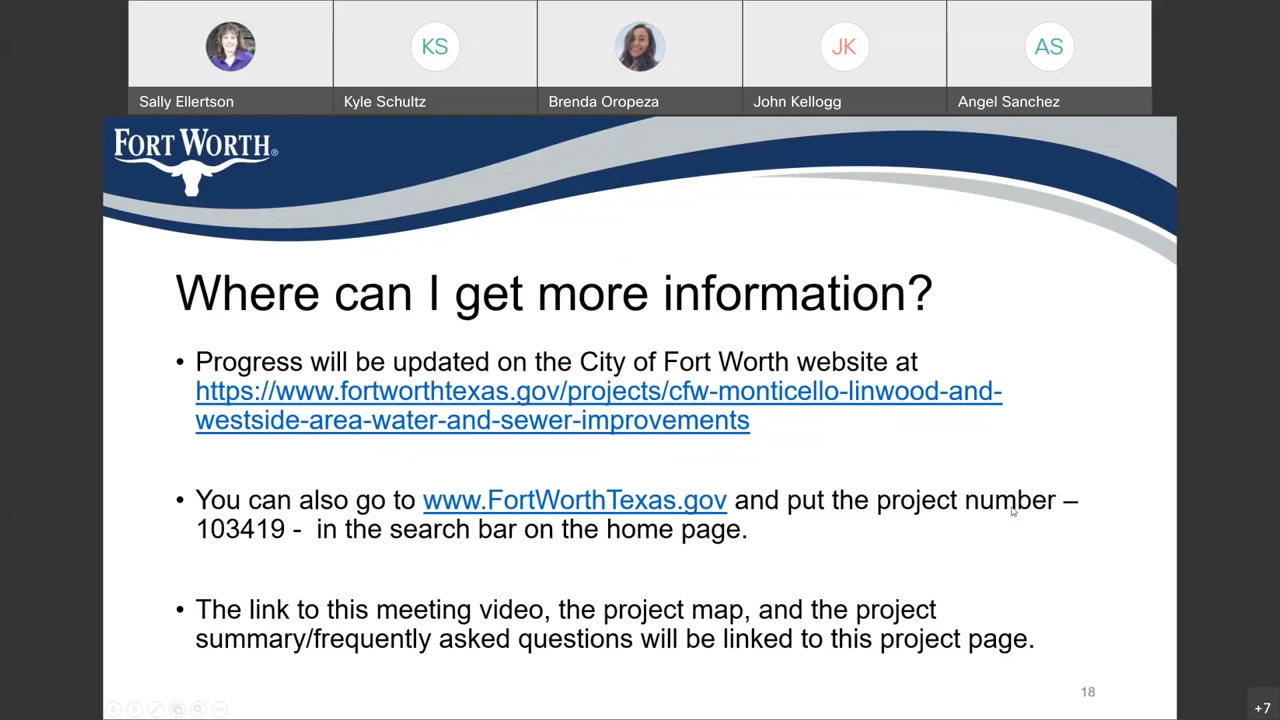 KS
JK
AS
Sally Ellertson
Kyle Schultz
Brenda Oropeza
John Kellogg
Angel Sanchez
FORT WORTH®
Where can I get more information?
• Progress will be updated on the City of Fort Worth website at
https://www.fortworthtexas.gov/projects/cfw-monticello-linwood-and-
westside-area-water-and-sewer-improvements
• You can also go to www.FortWorthTexas.gov and put the project number –
103419 - in the search bar on the home page.
• The link to this meeting video, the project map, and the project
summary/frequently asked questions will be linked to this project page.
18
+7